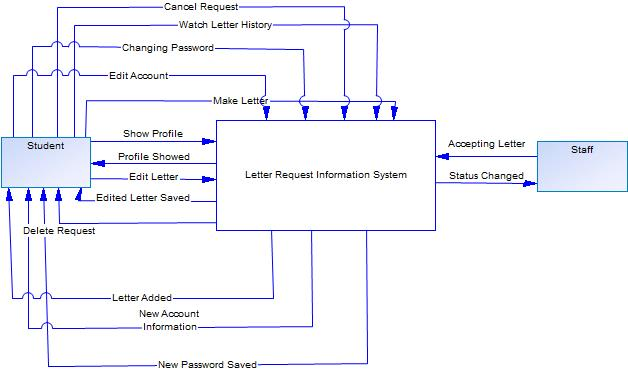 Cancel Request
Watch Letter History
Changing Password
Edit Account
Make Letter
Show Profile
Student
Accepting Letter
Staff
Profile Showed
Letter Request Information System
Edit Letter
Status Changed
Edited Letter Saved
Delete Request
Letter Added
New Account
Information
New Password Saved